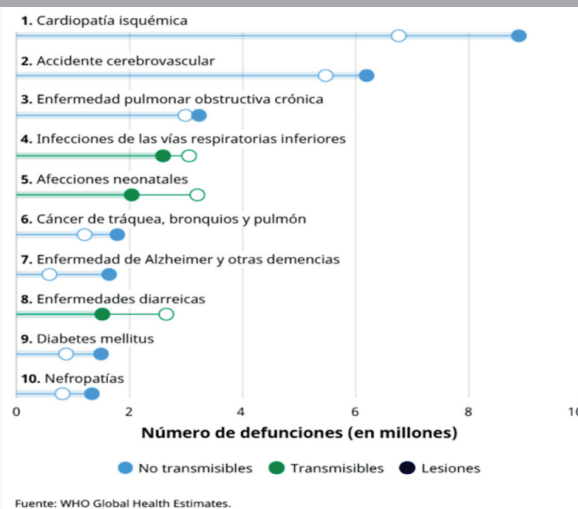 1. Cardiopatía isquémica
2. Accidente cerebrovascular
3. Enfermedad pulmonar obstructiva crónica
4. Infecciones de las vías respiratorias inferiores
5. Afecciones neonatales
6. Cáncer de tráquea, bronquios y pulmón
7. Enfermedad de Alzheimer y otras demencias
8. Enfermedades diarreicas
9. Diabetes mellitus
10. Nefropatías
0 2 4 6 8 10
Número de defunciones (en millones)
No transmisibles Transmisibles Lesiones
Fuente: WHO Global Health Estimates.